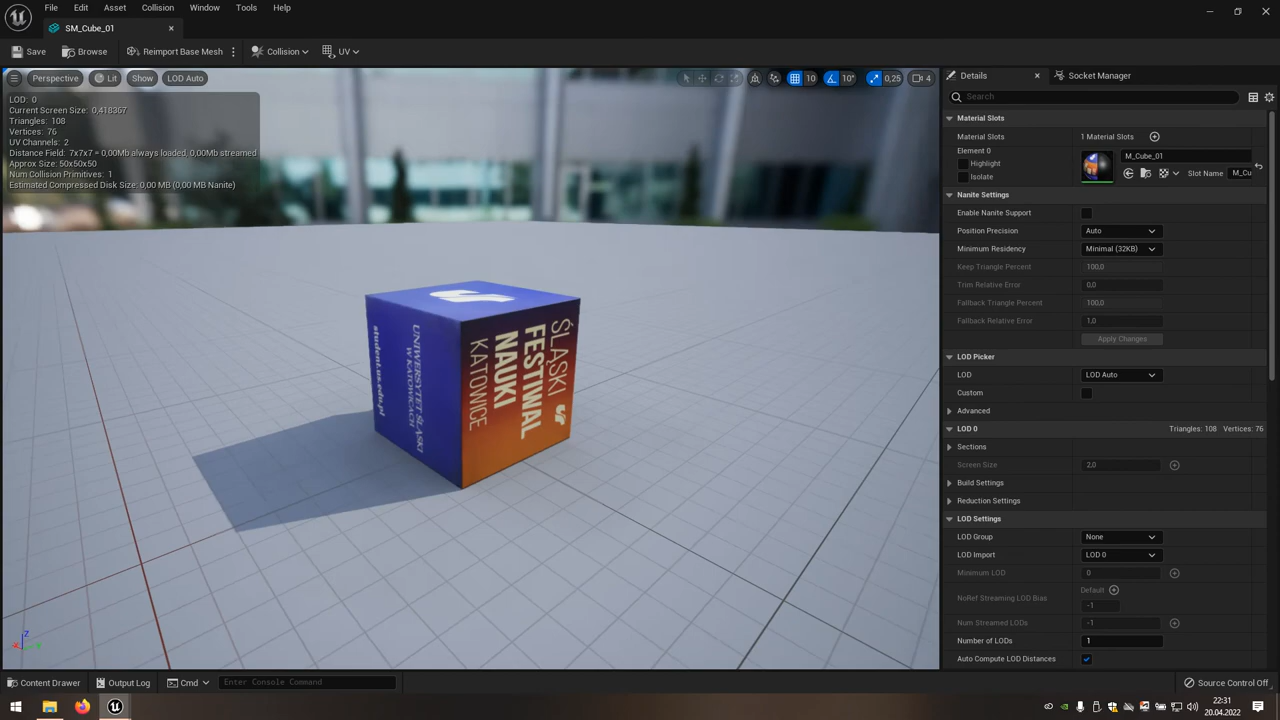 File Edit Asset Window Tools Help
SM_Cube_01
Save Browse Reimport Base Mesh Collision UV
Perspective Lit Show LOD Auto 10 10° 0,25 4
LOD: 0
Current Screen Size: 0,418367
Triangles: 108
Vertices: 76
UV Channels: 2
Distance Field: 7x7x7 = 0,00Mb always loaded, 0,00Mb streamed
Approx Size: 50x50x50
Num Collision Primitives: 1
Estimated Compressed Disk Size: 0,00 MB (0,00 MB Nanite)
student.us.edu.pl
UNIWERSYTET ŚLĄSKI
W KATOWICACH
ŚLĄSKI
FESTIWAL
NAUKI
KATOWICE
Z
Details Socket Manager
Search
Material Slots
Material Slots 1 Material Slots
Element 0
M_Cube_01
Highlight
Isolate
Slot Name M_Cu
Nanite Settings
Enable Nanite Support
Position Precision Auto
Minimum Residency Minimal (32KB)
Keep Triangle Percent 100,0
Trim Relative Error 0,0
Fallback Triangle Percent 100,0
Fallback Relative Error 1,0
Apply Changes
LOD Picker
LOD LOD Auto
Custom
Advanced
LOD 0 Triangles: 108 Vertices: 76
Sections
Screen Size 2,0
Build Settings
Reduction Settings
LOD Settings
LOD Group None
LOD Import LOD 0
Minimum LOD 0
Default
NoRef Streaming LOD Bias
-1
Num Streamed LODs -1
Number of LODs 1
Auto Compute LOD Distances
Content Drawer Output Log Cmd Enter Console Command Source Control Off
22:31
20.04.2022